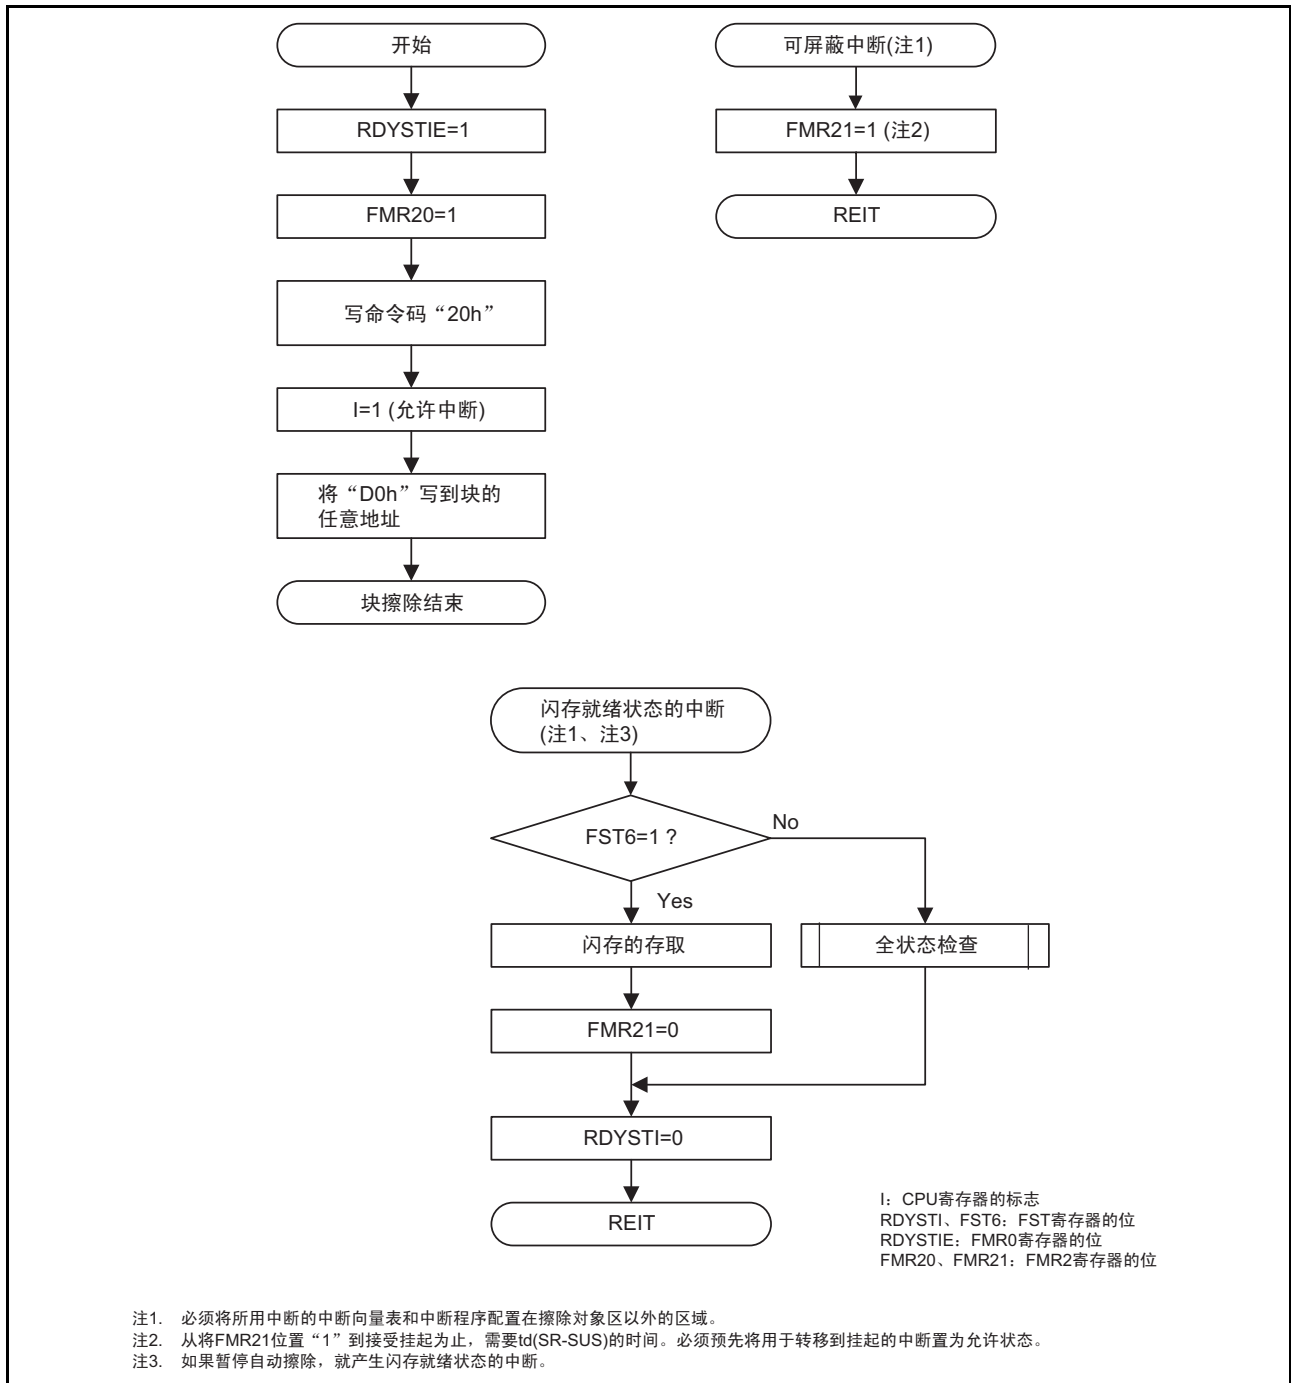 开始
RDYSTIE=1
FMR20=1
写命令码“20h”
I=1 (允许中断)
将“D0h”写到块的
任意地址
块擦除结束
可屏蔽中断(注1)
FMR21=1 (注2)
REIT
闪存就绪状态的中断
(注1、注3)
FST6=1 ?
No
Yes
闪存的存取
全状态检查
FMR21=0
RDYSTI=0
REIT
I：CPU寄存器的标志
RDYSTI、FST6：FST寄存器的位
RDYSTIE：FMR0寄存器的位
FMR20、FMR21：FMR2寄存器的位
注1. 必须将所用中断的中断向量表和中断程序配置在擦除対象区以外的区域。
注2. 从将FMR21位置“1”到接受挂起为止，需要td(SR-SUS)的时间。必须预先将用于转移到挂起的中断置为允许状态。
注3. 如果暂停自动擦除，就产生闪存就绪状态的中断。